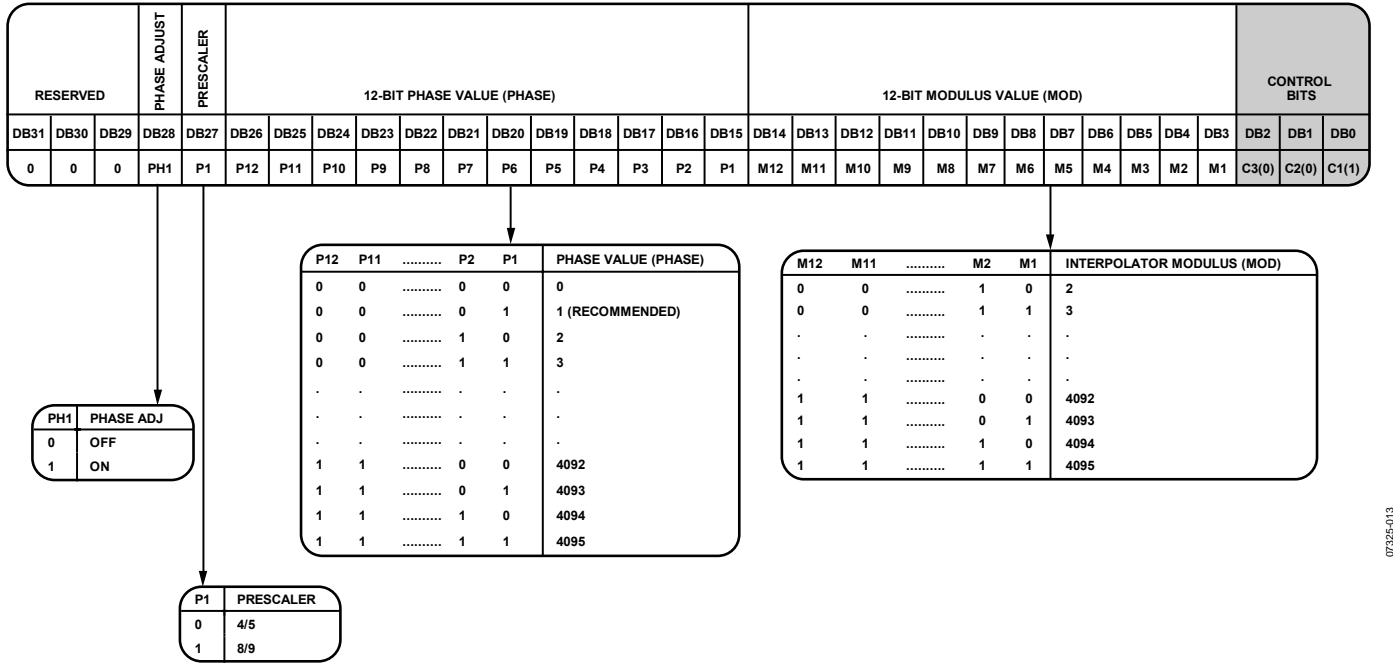 RESERVED
PHASE ADJUST
PRESCALER
12-BIT PHASE VALUE (PHASE)
12-BIT MODULUS VALUE (MOD)
CONTROL
BITS
DB31 DB30 DB29 DB28 DB27 DB26 DB25 DB24 DB23 DB22 DB21 DB20 DB19 DB18 DB17 DB16 DB15 DB14 DB13 DB12 DB11 DB10 DB9 DB8 DB7 DB6 DB5 DB4 DB3 DB2 DB1 DB0
0 0 0 PH1 P1 P12 P11 P10 P9 P8 P7 P6 P5 P4 P3 P2 P1 M12 M11 M10 M9 M8 M7 M6 M5 M4 M3 M2 M1 C3(0) C2(0) C1(1)
P12 P11 .......... P2 P1 PHASE VALUE (PHASE)
0 0 .......... 0 0 0
0 0 .......... 0 1 1 (RECOMMENDED)
0 0 .......... 1 0 2
0 0 .......... 1 1 3
. . .......... . . .
. . .......... . . .
. . .......... . . .
1 1 .......... 0 0 4092
1 1 .......... 0 1 4093
1 1 .......... 1 0 4094
1 1 .......... 1 1 4095
M12 M11 .......... M2 M1 INTERPOLATOR MODULUS (MOD)
0 0 .......... 1 0 2
0 0 .......... 1 1 3
. . .......... . . .
. . .......... . . .
. . .......... . . .
1 1 .......... 0 0 4092
1 1 .......... 0 1 4093
1 1 .......... 1 0 4094
1 1 .......... 1 1 4095
PH1 PHASE ADJ
0 OFF
1 ON
P1 PRESCALER
0 4/5
1 8/9
07325-013